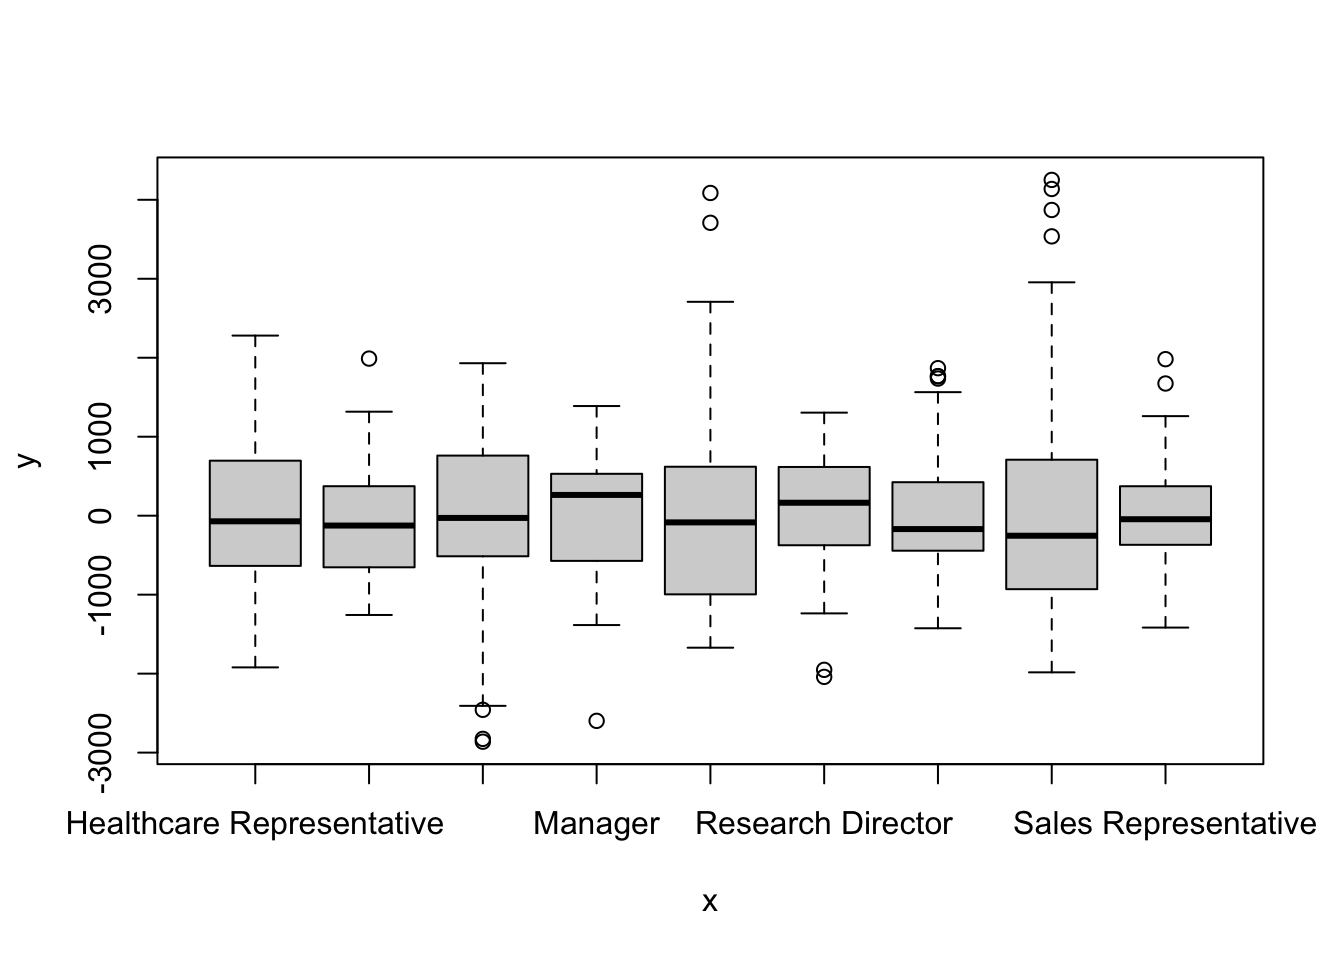 y
3000
1000
0
-1000
-3000
Healthcare Representative Manager Research Director Sales Representative
x